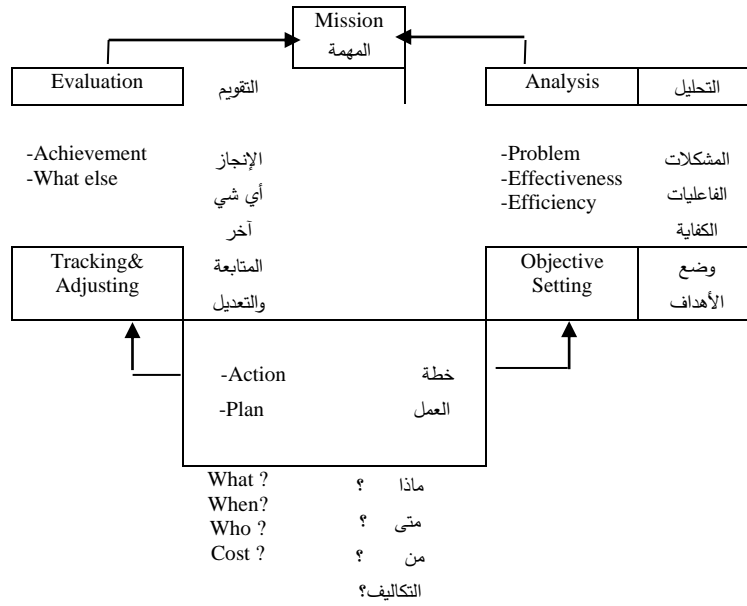 Mission
المهمة
Evaluation
التقويم
Analysis
التحليل
-Achievement
-What else
الإنجاز
أي شي
آخر
-Problem
-Effectiveness
-Efficiency
المشكلات
الفاعليات
الكفاية
Tracking&
Adjusting
المتابعة
والتعديل
Objective
Setting
وضع
الأهداف
-Action
-Plan
خطة
العمل
What ?
When?
Who ?
Cost ?
ماذا ؟
متى ؟
من ؟
التكاليف؟